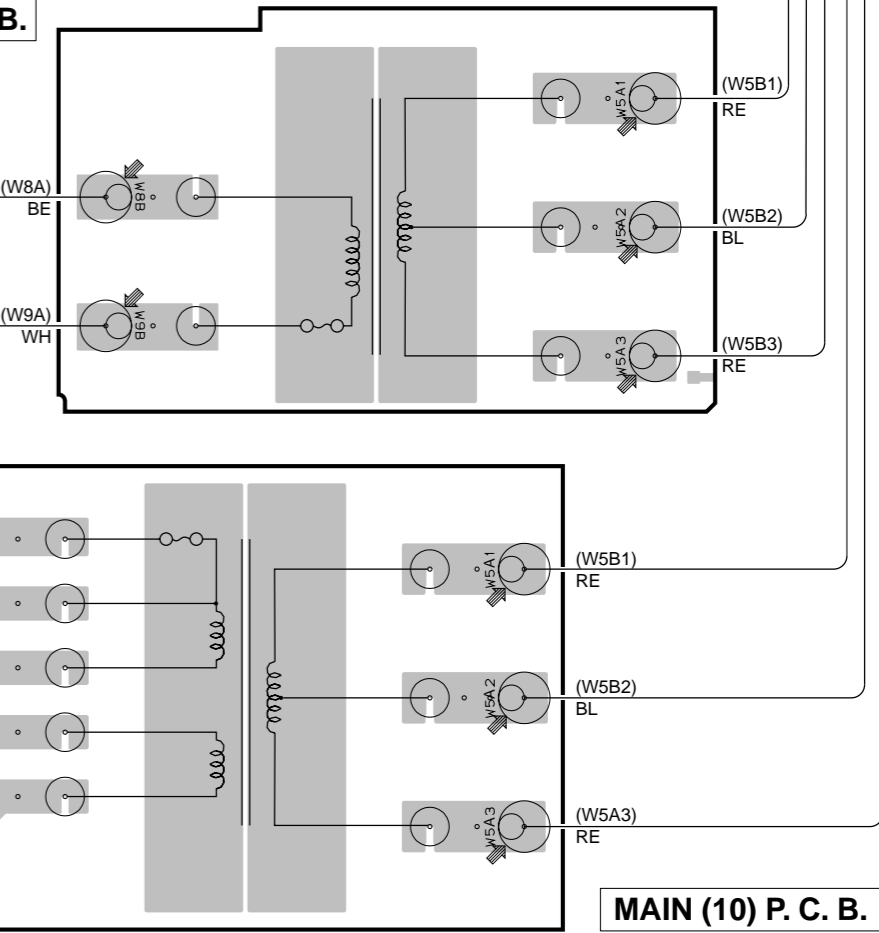 B.
(W5B1)
RE
W5A1
(W8A)
BE
W8B
(W5B2)
BL
W5A2
(W9A)
WH
W9B
(W5B3)
RE
W5A3
(W5B1)
RE
W5A1
(W5B2)
BL
W5A2
(W5A3)
RE
W5A3
MAIN (10) P. C. B.